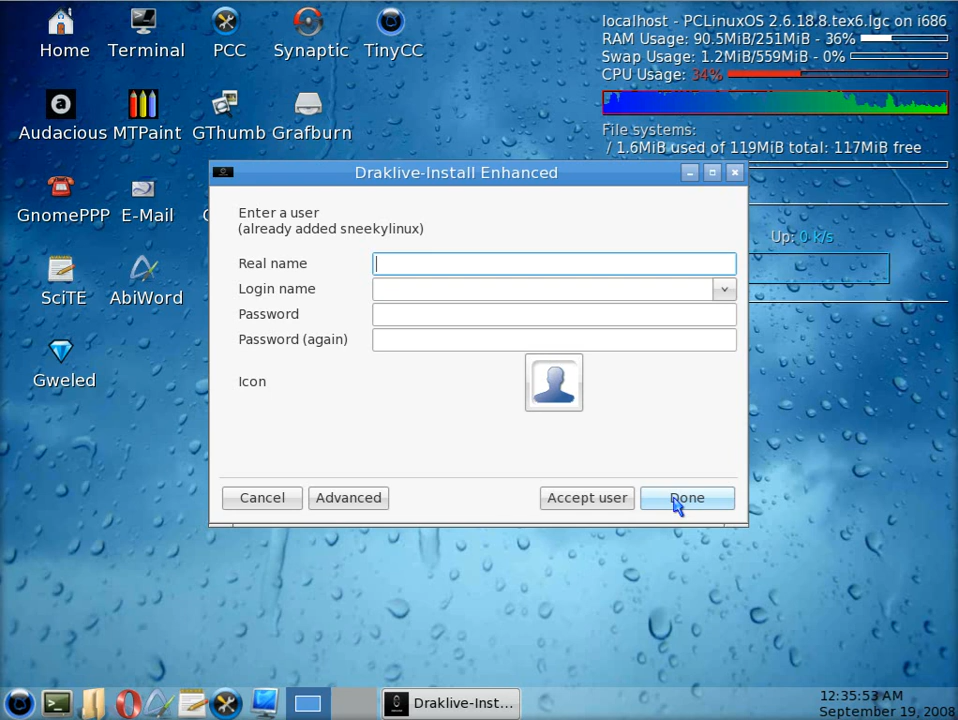 Home Terminal PCC Synaptic TinyCC
localhost - PCLinuxOS 2.6.18.8.tex6.lgc on i686
RAM Usage: 90.5MiB/251MiB - 36%
Swap Usage: 1.2MiB/559MiB - 0%
CPU Usage: 34%
Audacious MTPaint GThumb Grafburn
File systems:
/ 1.6MiB used of 119MiB total: 117MiB free
Draklive-Install Enhanced
GnomePPP E-Mail
Enter a user
(already added sneekylinux)
Up: 0 k/s
Real name
Login name
SciTE AbiWord
Password
Password (again)
Gweled
Icon
Cancel Advanced Accept user Done
Draklive-Inst...
12:35:53 AM
September 19, 2008